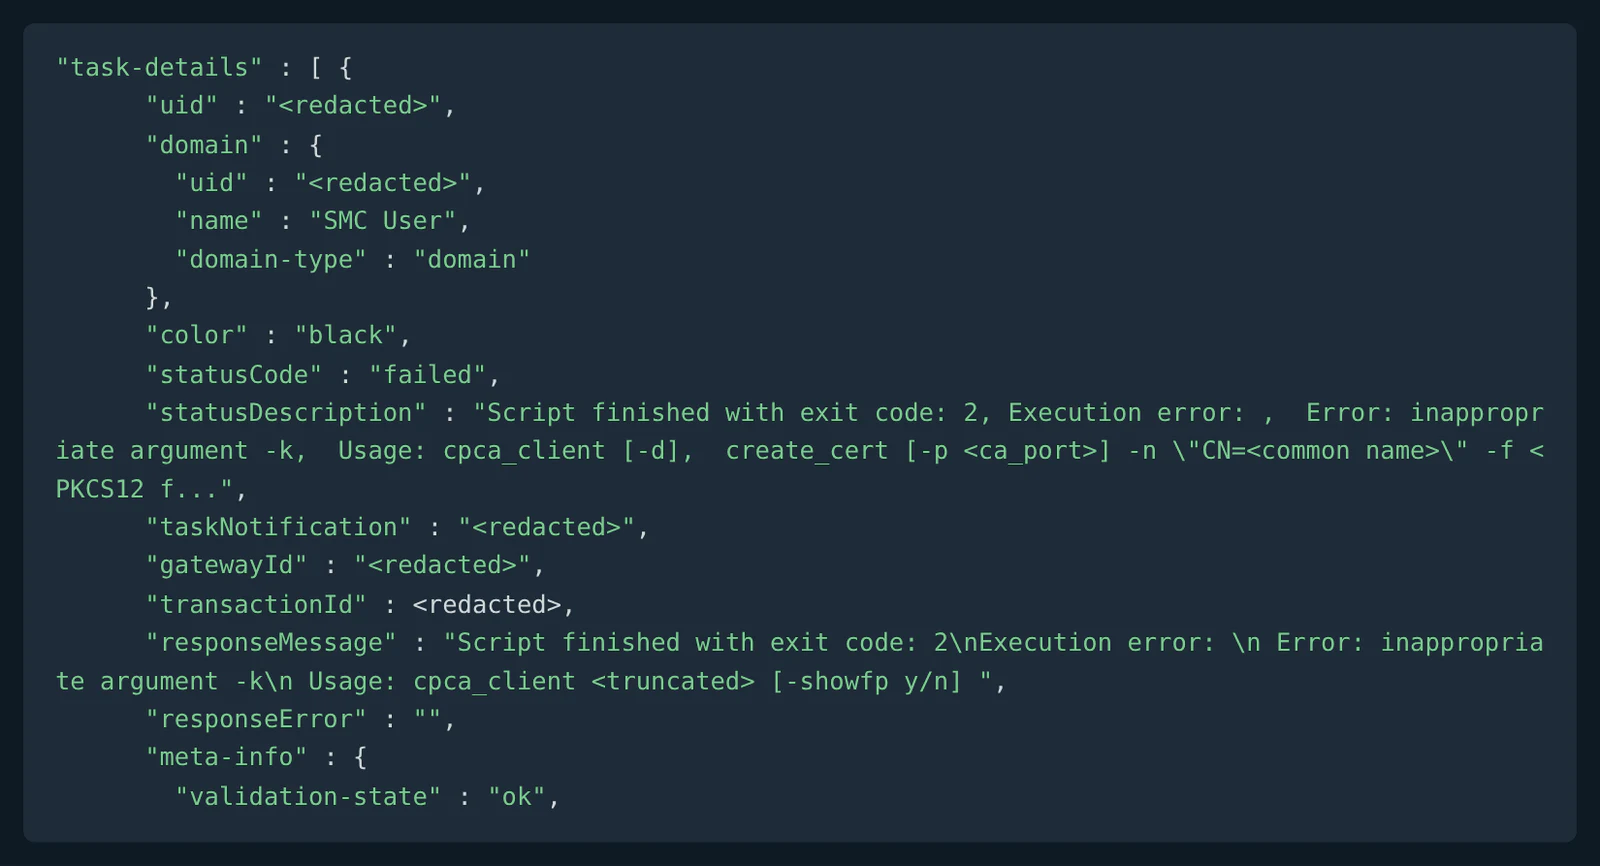 "task-details" : [ {
"uid" : "<redacted>",
"domain" : {
"uid" : "<redacted>",
"name" : "SMC User",
"domain-type" : "domain"
},
"color" : "black",
"statusCode" : "failed",
"statusDescription" : "Script finished with exit code: 2, Execution error: ,  Error: inappropr
iate argument -k,  Usage: cpca_client [-d],  create_cert [-p <ca_port>] -n \"CN=<common name>\" -f <
PKCS12 f...",
"taskNotification" : "<redacted>",
"gatewayId" : "<redacted>",
"transactionId" : <redacted>,
"responseMessage" : "Script finished with exit code: 2\nExecution error: \n Error: inappropria
te argument -k\n Usage: cpca_client <truncated> [-showfp y/n] ",
"responseError" : "",
"meta-info" : {
"validation-state" : "ok",